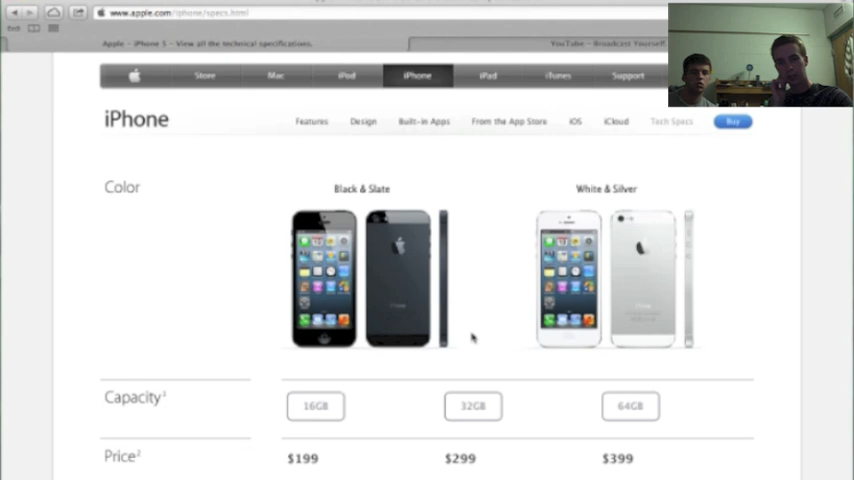 www.apple.com/iphone/specs.html
Apple - iPhone 5 - View all the technical specifications.
YouTube - Broadcast Yourself.
Store Mac iPod iPhone iPad iTunes Support
iPhone
Features Design Built-in Apps From the App Store iOS iCloud Tech Specs Buy
Color
Black & Slate
White & Silver
Capacity¹
16GB 32GB 64GB
Price²
$199 $299 $399